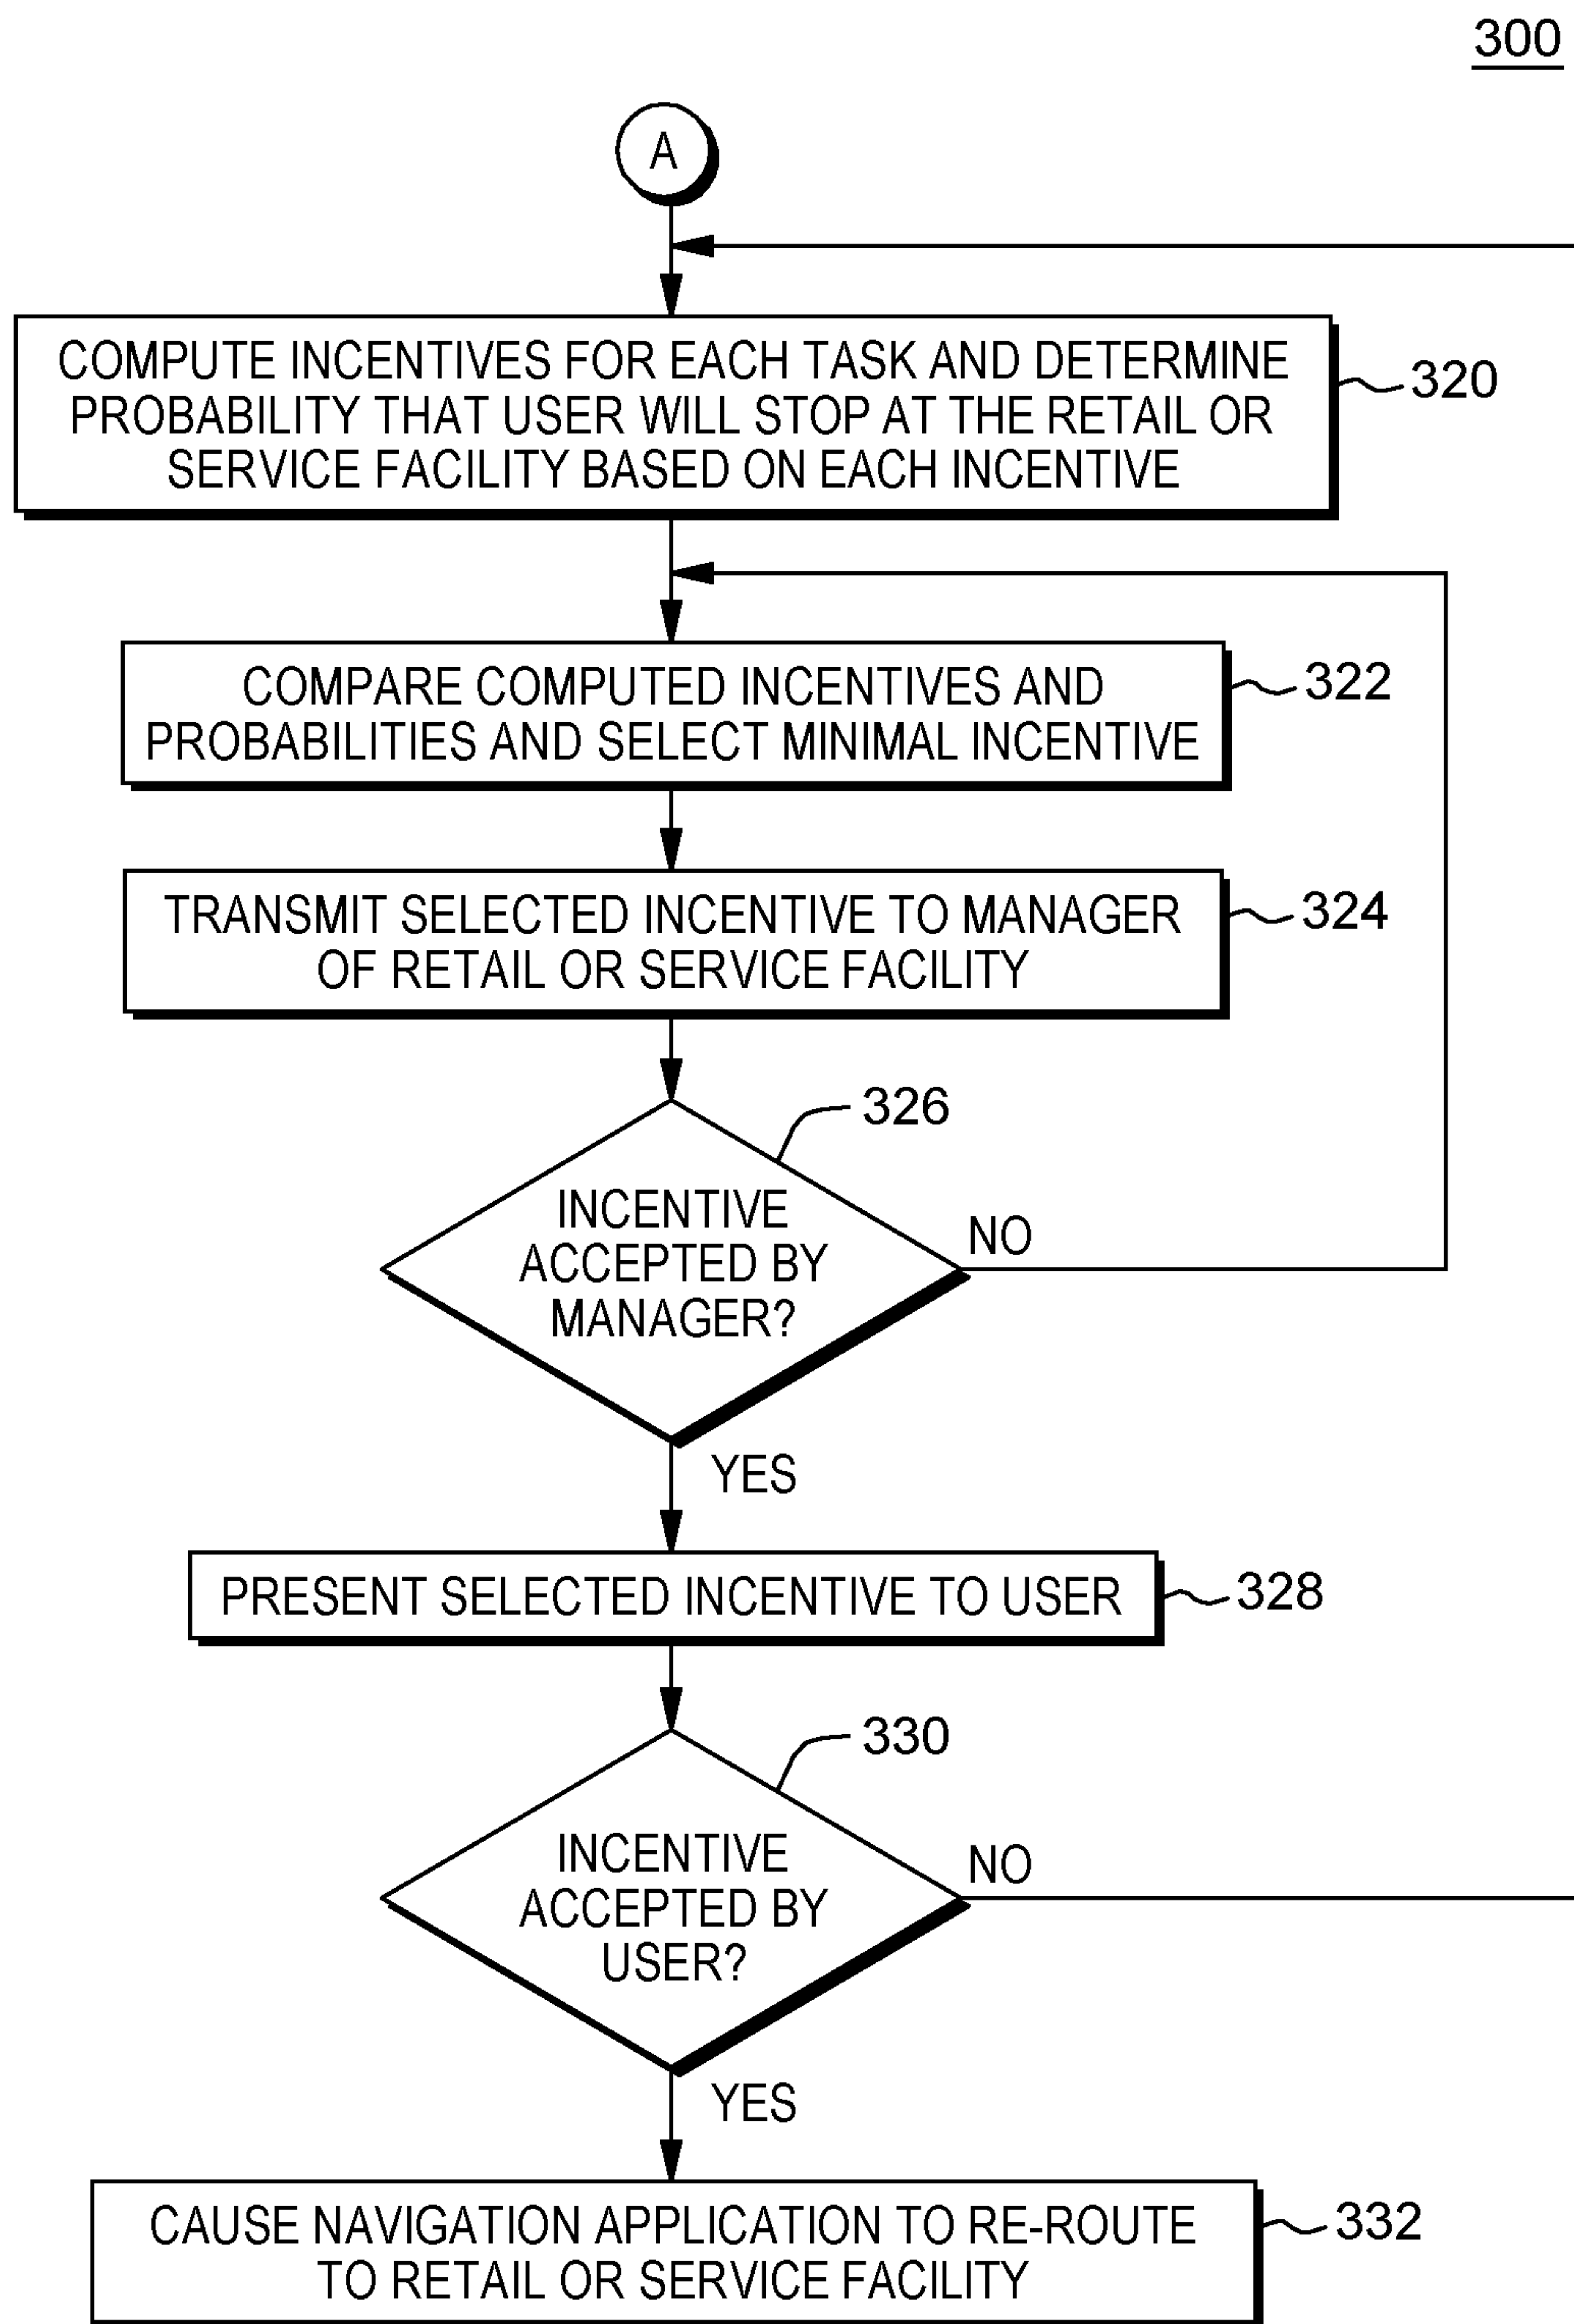 300
A
COMPUTE INCENTIVES FOR EACH TASK AND DETERMINE
PROBABILITY THAT USER WILL STOP AT THE RETAIL OR
SERVICE FACILITY BASED ON EACH INCENTIVE
320
COMPARE COMPUTED INCENTIVES AND
PROBABILITIES AND SELECT MINIMAL INCENTIVE
322
TRANSMIT SELECTED INCENTIVE TO MANAGER
OF RETAIL OR SERVICE FACILITY
324
326
INCENTIVE
ACCEPTED BY
MANAGER?
NO
YES
PRESENT SELECTED INCENTIVE TO USER
328
330
INCENTIVE
ACCEPTED BY
USER?
NO
YES
CAUSE NAVIGATION APPLICATION TO RE-ROUTE
TO RETAIL OR SERVICE FACILITY
332